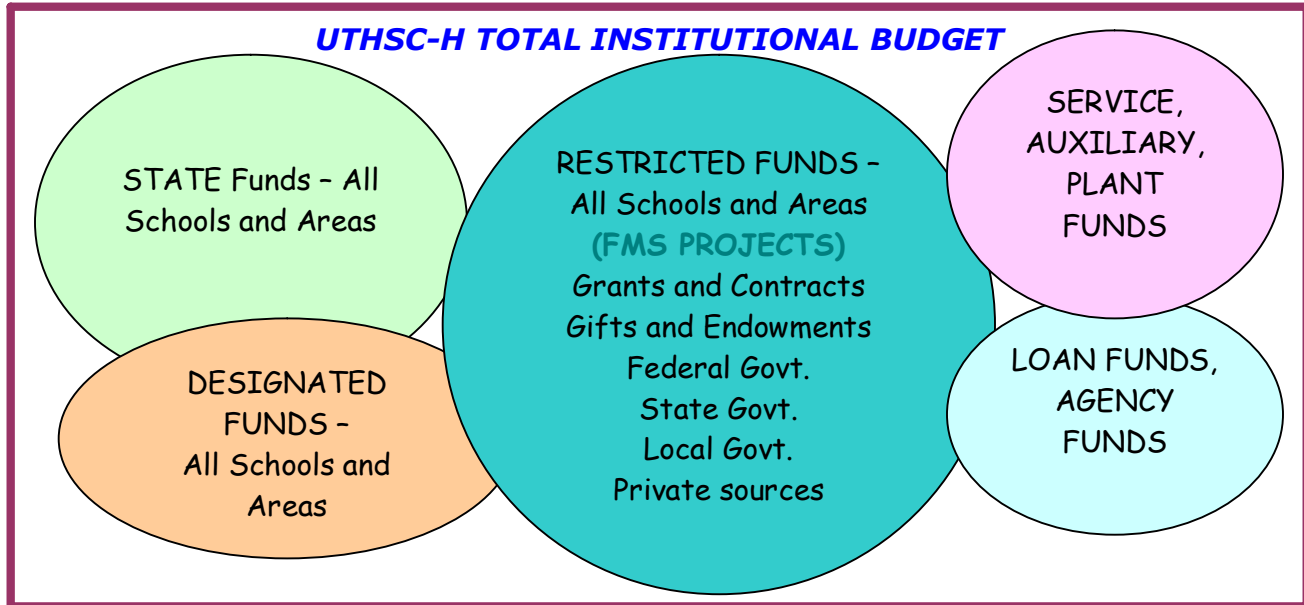 UTHSC-H TOTAL INSTITUTIONAL BUDGET
STATE Funds – All
Schools and Areas
DESIGNATED
FUNDS –
All Schools and
Areas
RESTRICTED FUNDS –
All Schools and Areas
(FMS PROJECTS)
Grants and Contracts
Gifts and Endowments
Federal Govt.
State Govt.
Local Govt.
Private sources
SERVICE,
AUXILIARY,
PLANT
FUNDS
LOAN FUNDS,
AGENCY
FUNDS